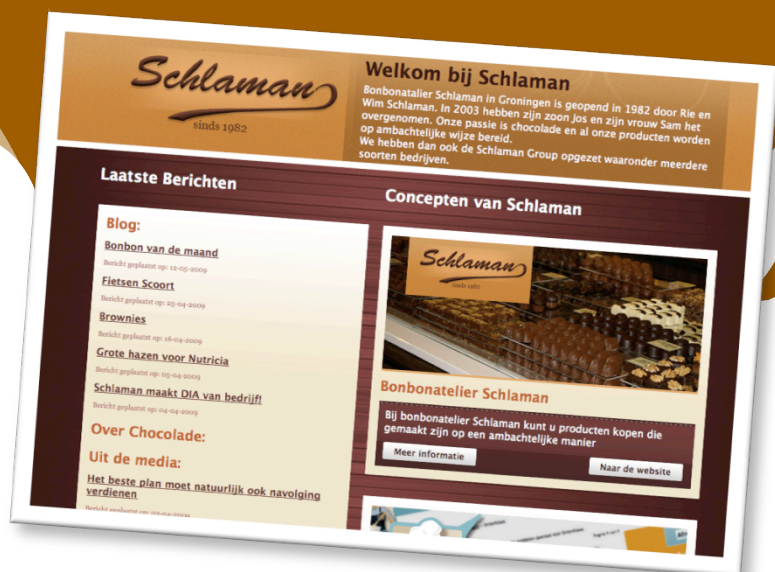 Schlaman
sinds 1982
Welkom bij Schlaman
Bonbonatalier Schlaman in Groningen is geopend in 1982 door Rie en
Wim Schlaman. In 2003 hebben zijn zoon Jos en zijn vrouw Sam het
overgenomen. Onze passie is chocolade en al onze producten worden
op ambachtelijke wijze bereid.
We hebben dan ook de Schlaman Group opgezet waaronder meerdere
soorten bedrijven.
Laatste Berichten
Blog:
Bonbon van de maand
Bericht geplaatst op: 12-05-2009
Fietsen Scoort
Bericht geplaatst op: 23-04-2009
Brownies
Bericht geplaatst op: 16-04-2009
Grote hazen voor Nutricia
Bericht geplaatst op: 05-04-2009
Schlaman maakt DIA van bedrijf!
Bericht geplaatst op: 04-04-2009
Over Chocolade:
Uit de media:
Het beste plan moet natuurlijk ook navolging
verdienen
Bericht geplaatst op: 03-04-2009
Concepten van Schlaman
Schlaman
sinds 1982
Bonbonatelier Schlaman
Bij bonbonatelier Schlaman kunt u producten kopen die
gemaakt zijn op een ambachtelijke manier
Meer informatie
Naar de website